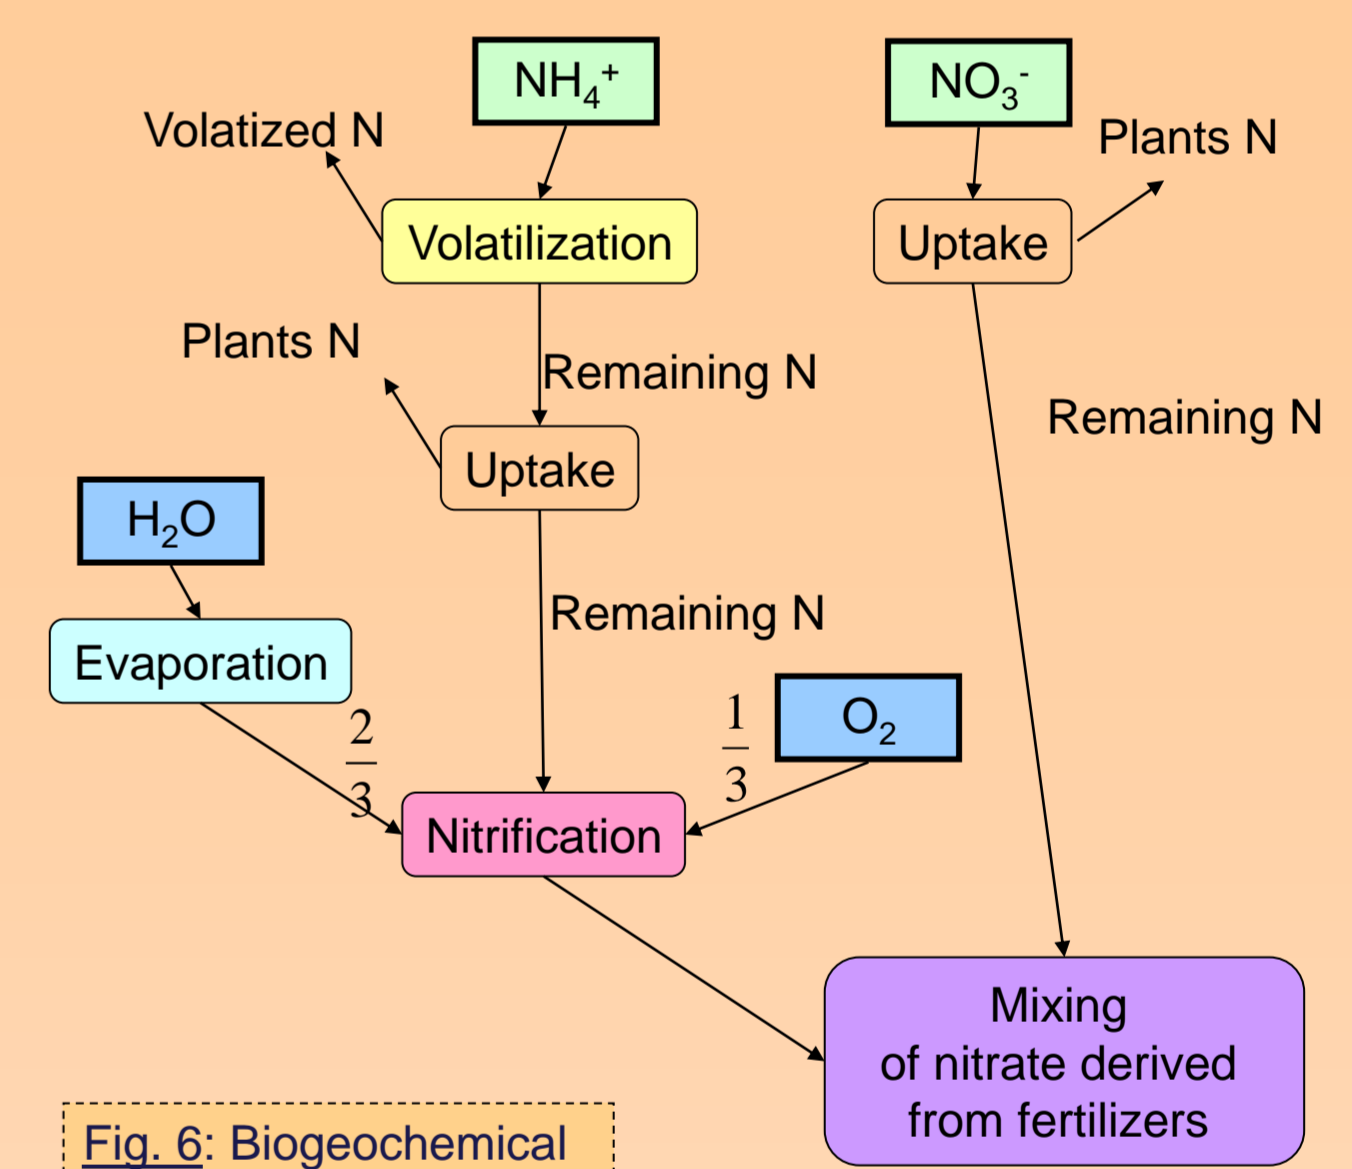 NH₄⁺
NO₃⁻
Volatized N
Plants N
Volatilization
Uptake
Plants N
Remaining N
Remaining N
Uptake
H₂O
Remaining N
Evaporation
2/3
1/3
O₂
Nitrification
Mixing
of nitrate derived
from fertilizers
Fig. 6: Biogeochemical